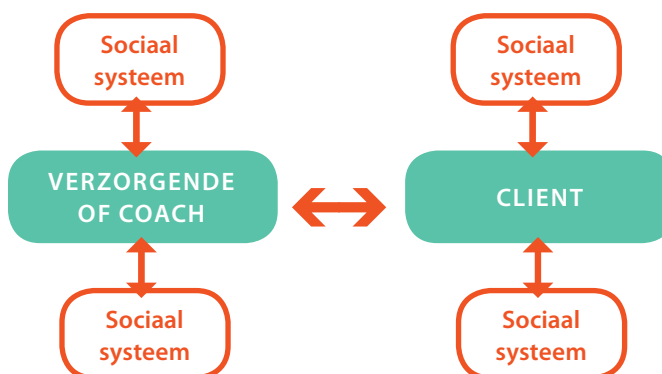 Sociaal
systeem
Sociaal
systeem
VERZORGENDE
OF COACH
CLIENT
Sociaal
systeem
Sociaal
systeem